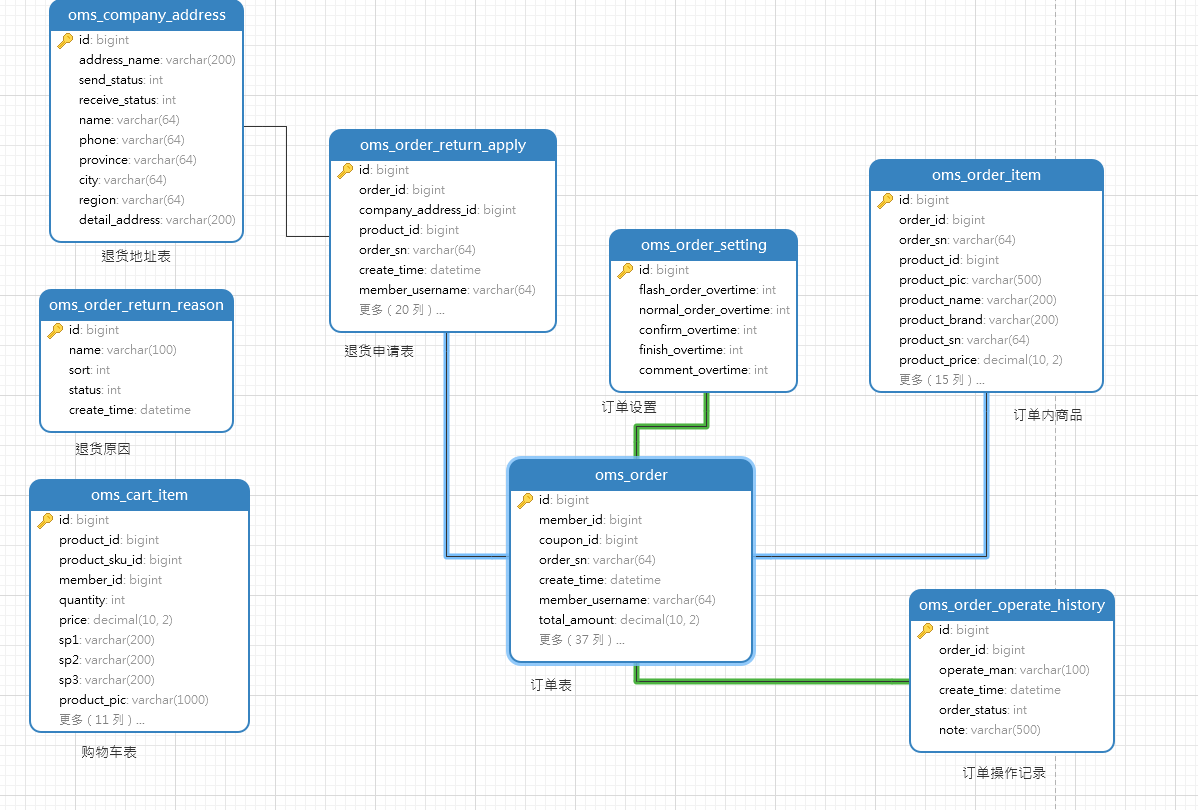 oms_company_address
id: bigint
address_name: varchar(200)
send_status: int
receive_status: int
name: varchar(64)
phone: varchar(64)
province: varchar(64)
city: varchar(64)
region: varchar(64)
detail_address: varchar(200)
退货地址表
oms_order_return_reason
id: bigint
name: varchar(100)
sort: int
status: int
create_time: datetime
退货原因
oms_cart_item
id: bigint
product_id: bigint
product_sku_id: bigint
member_id: bigint
quantity: int
price: decimal(10, 2)
sp1: varchar(200)
sp2: varchar(200)
sp3: varchar(200)
product_pic: varchar(1000)
更多（11 列）...
购物车表
oms_order_return_apply
id: bigint
order_id: bigint
company_address_id: bigint
product_id: bigint
order_sn: varchar(64)
create_time: datetime
member_username: varchar(64)
更多（20 列）...
退货申请表
oms_order_setting
id: bigint
flash_order_overtime: int
normal_order_overtime: int
confirm_overtime: int
finish_overtime: int
comment_overtime: int
订单设置
oms_order
id: bigint
member_id: bigint
coupon_id: bigint
order_sn: varchar(64)
create_time: datetime
member_username: varchar(64)
total_amount: decimal(10, 2)
更多（37 列）...
订单表
oms_order_item
id: bigint
order_id: bigint
order_sn: varchar(64)
product_id: bigint
product_pic: varchar(500)
product_name: varchar(200)
product_brand: varchar(200)
product_sn: varchar(64)
product_price: decimal(10, 2)
更多（15 列）...
订单内商品
oms_order_operate_history
id: bigint
order_id: bigint
operate_man: varchar(100)
create_time: datetime
order_status: int
note: varchar(500)
订单操作记录